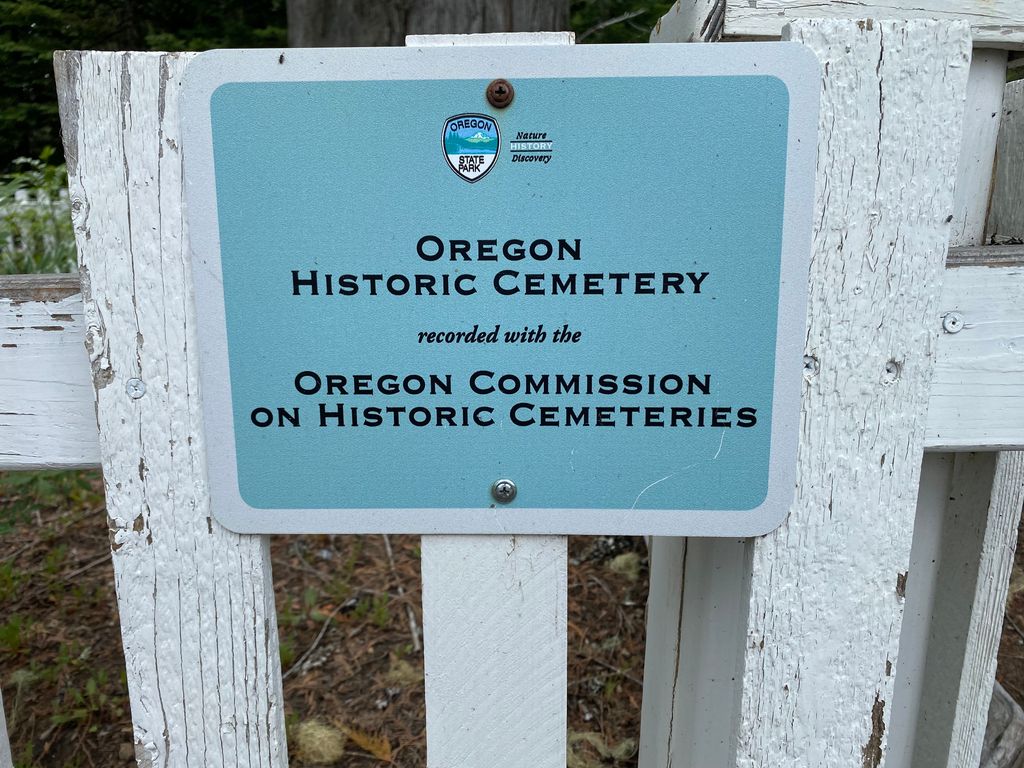 OREGON
STATE
PARK
Nature
HISTORY
Discovery
OREGON
HISTORIC CEMETERY
recorded with the
OREGON COMMISSION
ON HISTORIC CEMETERIES